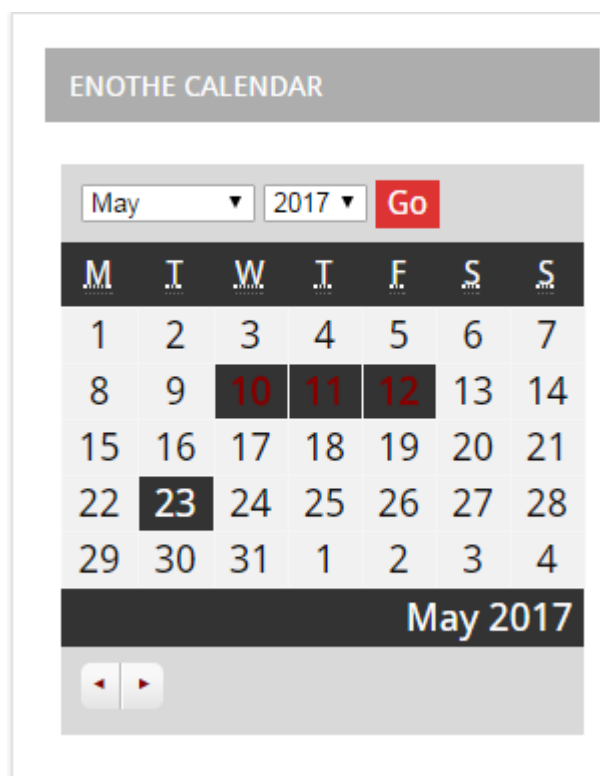 ENOTHE CALENDAR
May 2017 Go
M T W T F S S
1 2 3 4 5 6 7
8 9 10 11 12 13 14
15 16 17 18 19 20 21
22 23 24 25 26 27 28
29 30 31 1 2 3 4
May 2017